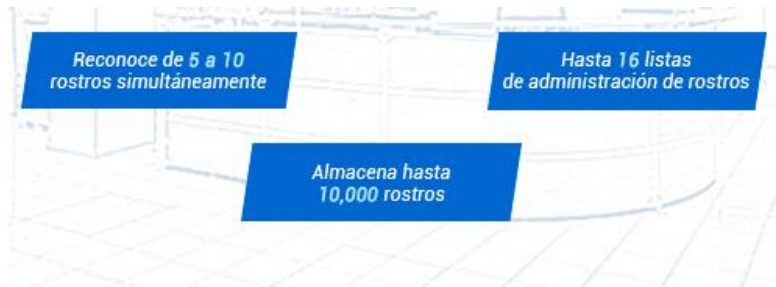 Reconoce de 5 a 10
rostros simultáneamente
Hasta 16 listas
de administración de rostros
Almacena hasta
10,000 rostros